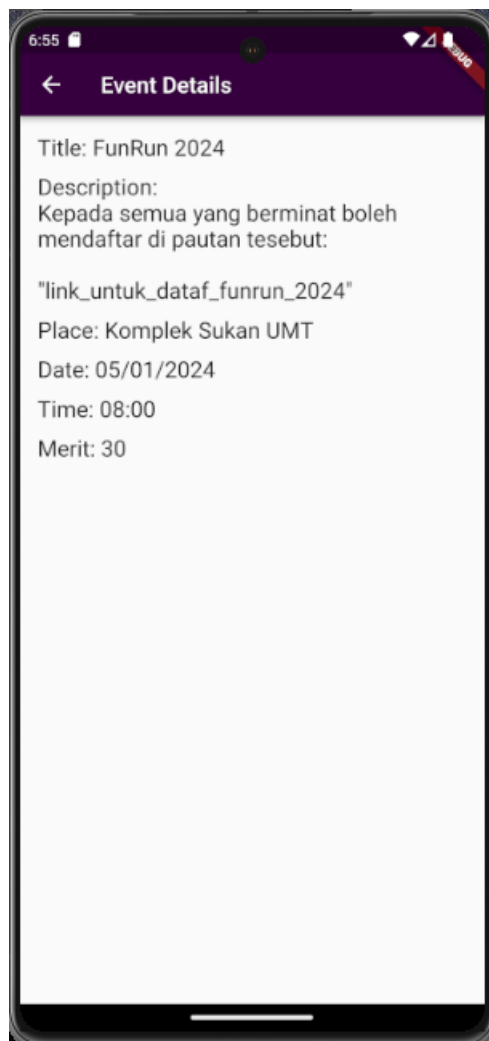 6:55
DEBUG
Event Details
Title: FunRun 2024
Description:
Kepada semua yang berminat boleh
mendaftar di pautan tesebut:
"link_untuk_dataf_funrun_2024"
Place: Komplek Sukan UMT
Date: 05/01/2024
Time: 08:00
Merit: 30